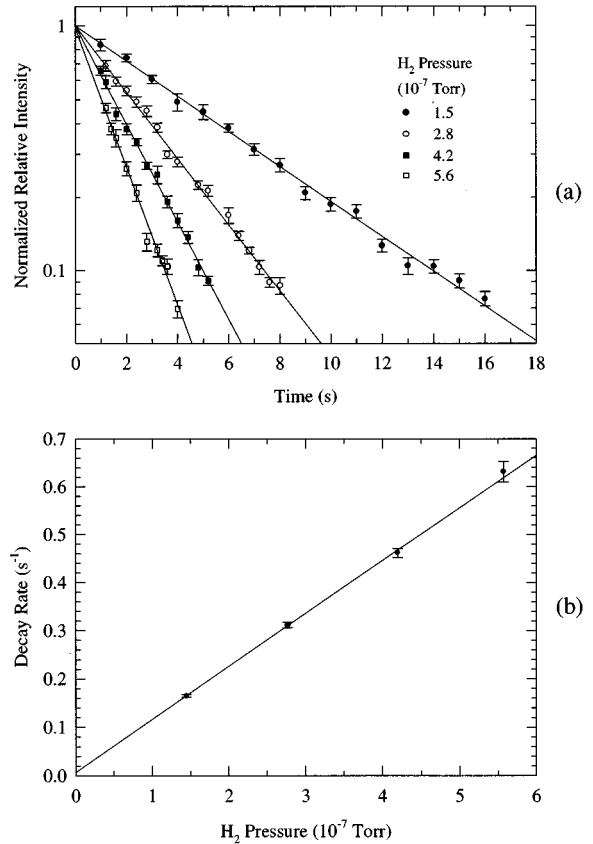 1
0.1
Normalized Relative Intensity
H2 Pressure
(10-7 Torr)
1.5
2.8
4.2
5.6
(a)
0 2 4 6 8 10 12 14 16 18
Time (s)
0.7
0.6
0.5
0.4
0.3
0.2
0.1
0.0
Decay Rate (s-1)
(b)
0 1 2 3 4 5 6
H2 Pressure (10-7 Torr)